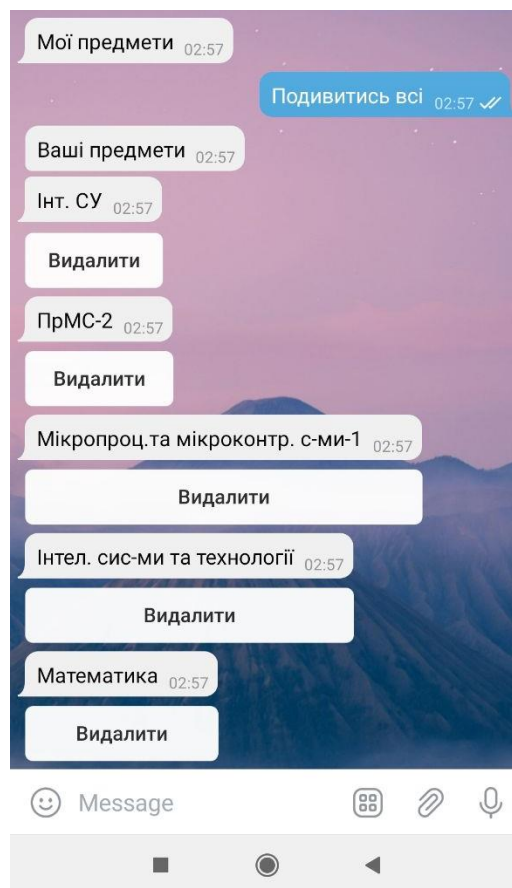 Мої предмети 02:57
Подивитись всі 02:57
Ваші предмети 02:57
Інт. СУ 02:57
Видалити
ПрМС-2 02:57
Видалити
Мікропроц.та мікроконтр. с-ми-1 02:57
Видалити
Інтел. сис-ми та технології 02:57
Видалити
Математика 02:57
Видалити
Message